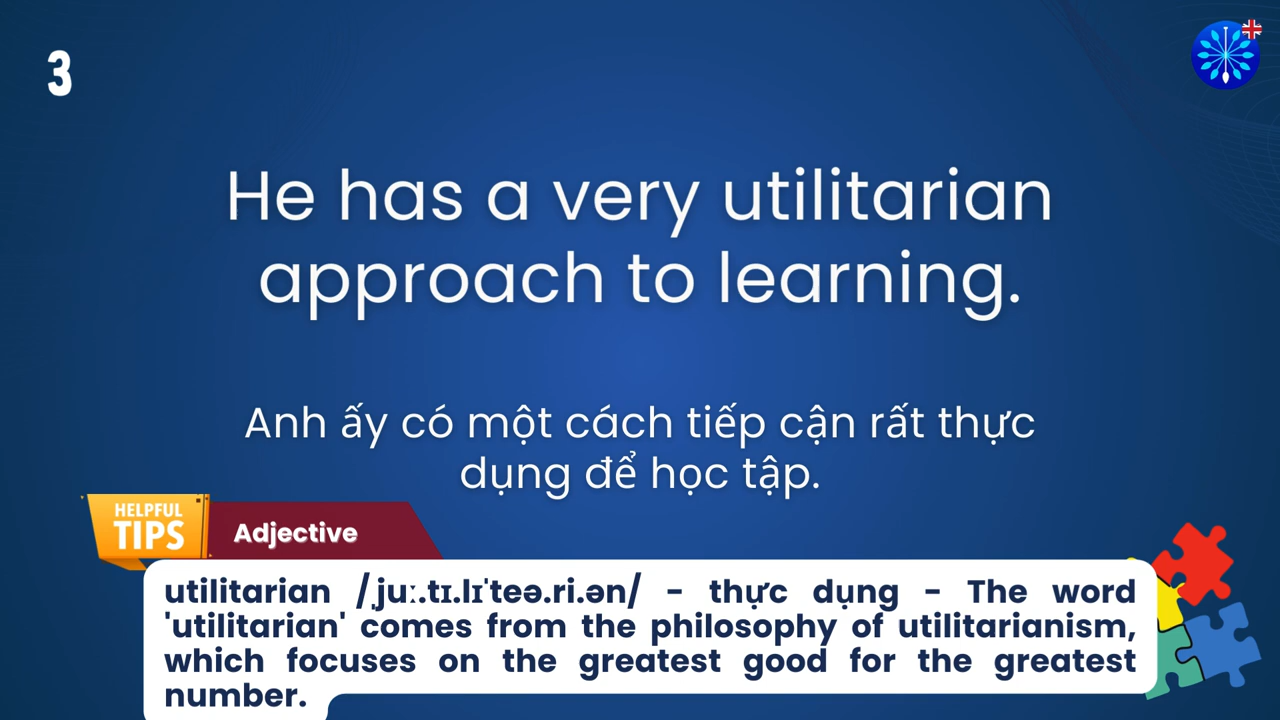 3
He has a very utilitarian
approach to learning.
Anh ấy có một cách tiếp cận rất thực
dụng để học tập.
HELPFUL
TIPS
Adjective
utilitarian /ˌjuː.tɪ.lɪˈteə.ri.ən/ - thực dụng - The word
'utilitarian' comes from the philosophy of utilitarianism,
which focuses on the greatest good for the greatest
number.